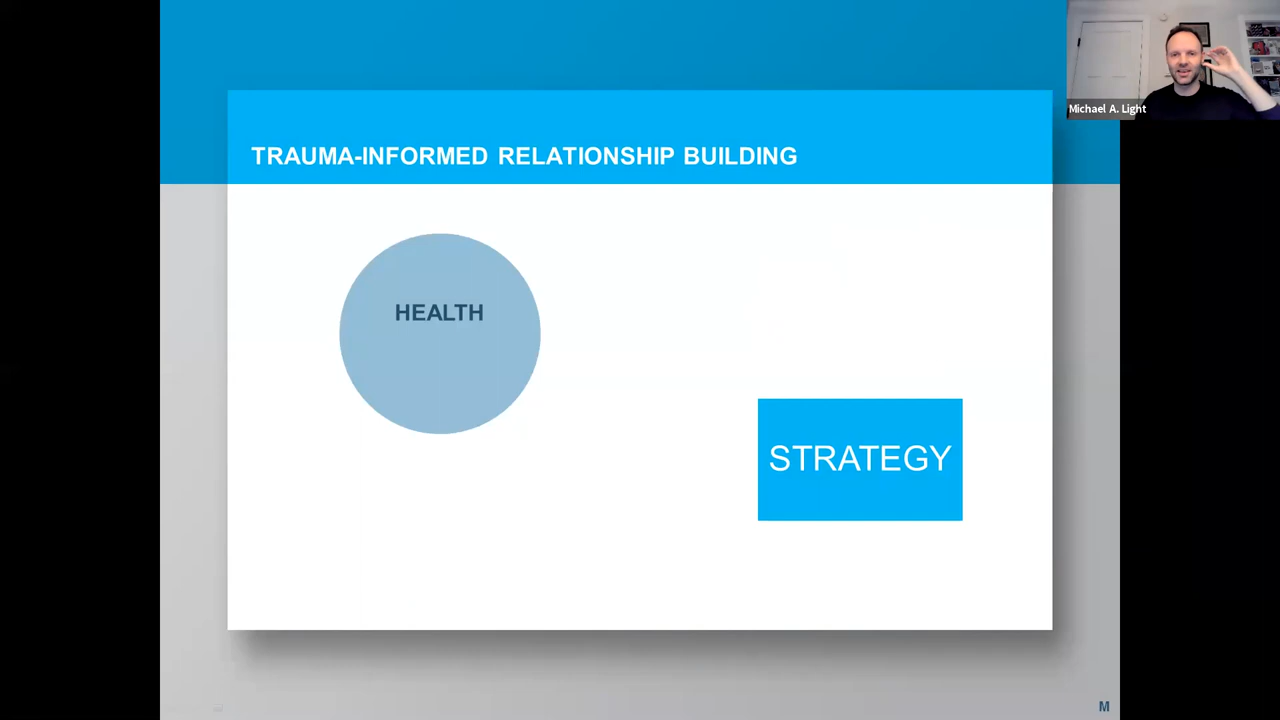 Michael A. Light
TRAUMA-INFORMED RELATIONSHIP BUILDING
HEALTH
STRATEGY
M